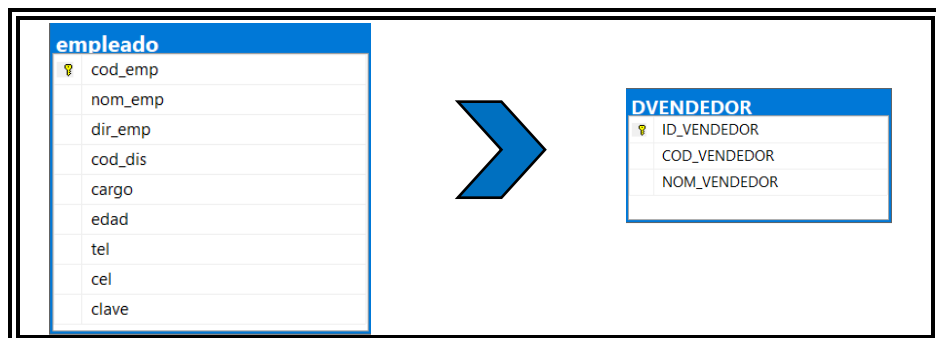 empleado
cod_emp
nom_emp
dir_emp
cod_dis
cargo
edad
tel
cel
clave
DVENDEDOR
ID_VENDEDOR
COD_VENDEDOR
NOM_VENDEDOR